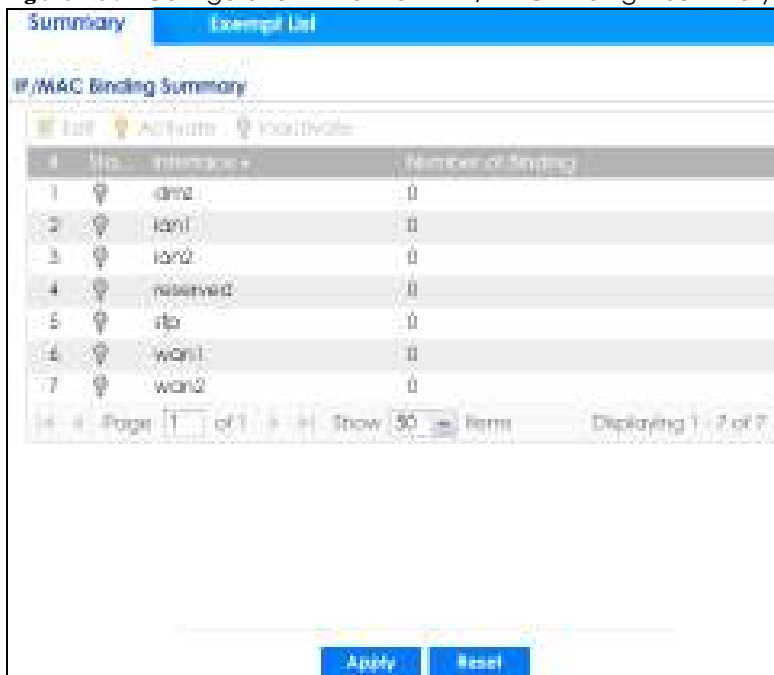 Summary Exempt List
IP/MAC Binding Summary
Edit Activate Inactivate
# Sta... Interface Number of Binding
1 dmz 0
2 lan1 0
3 lan2 0
4 reserved 0
5 sfp 0
6 wan1 0
7 wan2 0
Page 1 of 1 Show 50 items Displaying 1 - 7 of 7
Apply Reset